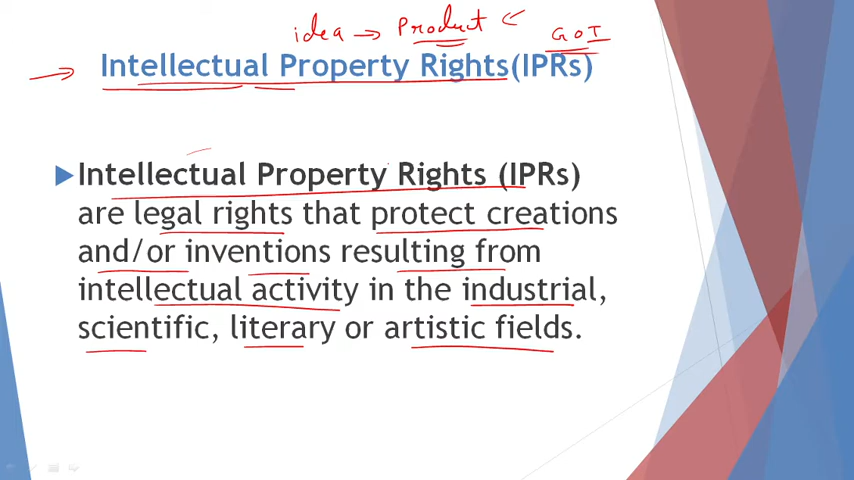 idea → Product ←
GOI
→ Intellectual Property Rights(IPRs)
Intellectual Property Rights (IPRs)
are legal rights that protect creations
and/or inventions resulting from
intellectual activity in the industrial,
scientific, literary or artistic fields.